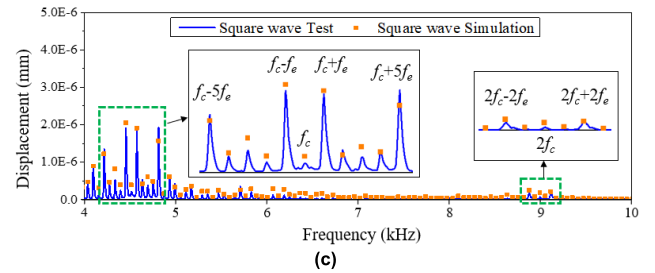 Square wave Test Square wave Simulation
5.0E-6
4.0E-6
3.0E-6
2.0E-6
1.0E-6
0.0
Displacement (mm)
fc-5fe
fc-fe
fc+fe
fc+5fe
fc
2fc-2fe
2fc+2fe
2fc
4 5 6 7 8 9 10
Frequency (kHz)
(c)